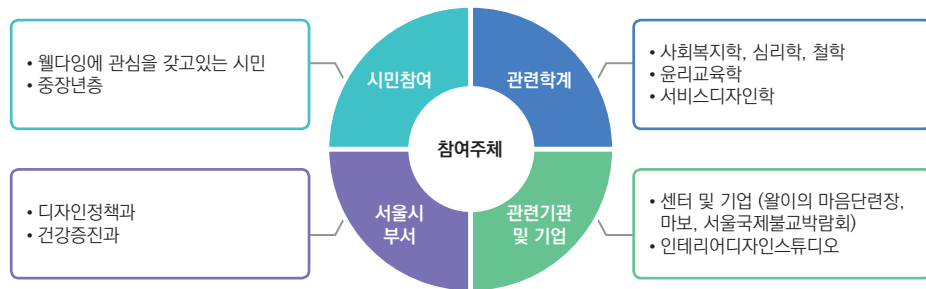 • 웰다잉에 관심을 갖고있는 시민
• 중장년층
시민참여
관련학계
• 사회복지학, 심리학, 철학
• 윤리교육학
• 서비스디자인학
참여주체
• 디자인정책과
• 건강증진과
서울시
부서
관련기관
및 기업
• 센터 및 기업 (왈이의 마음단련장,
마보, 서울국제불교박람회)
• 인테리어디자인스튜디오